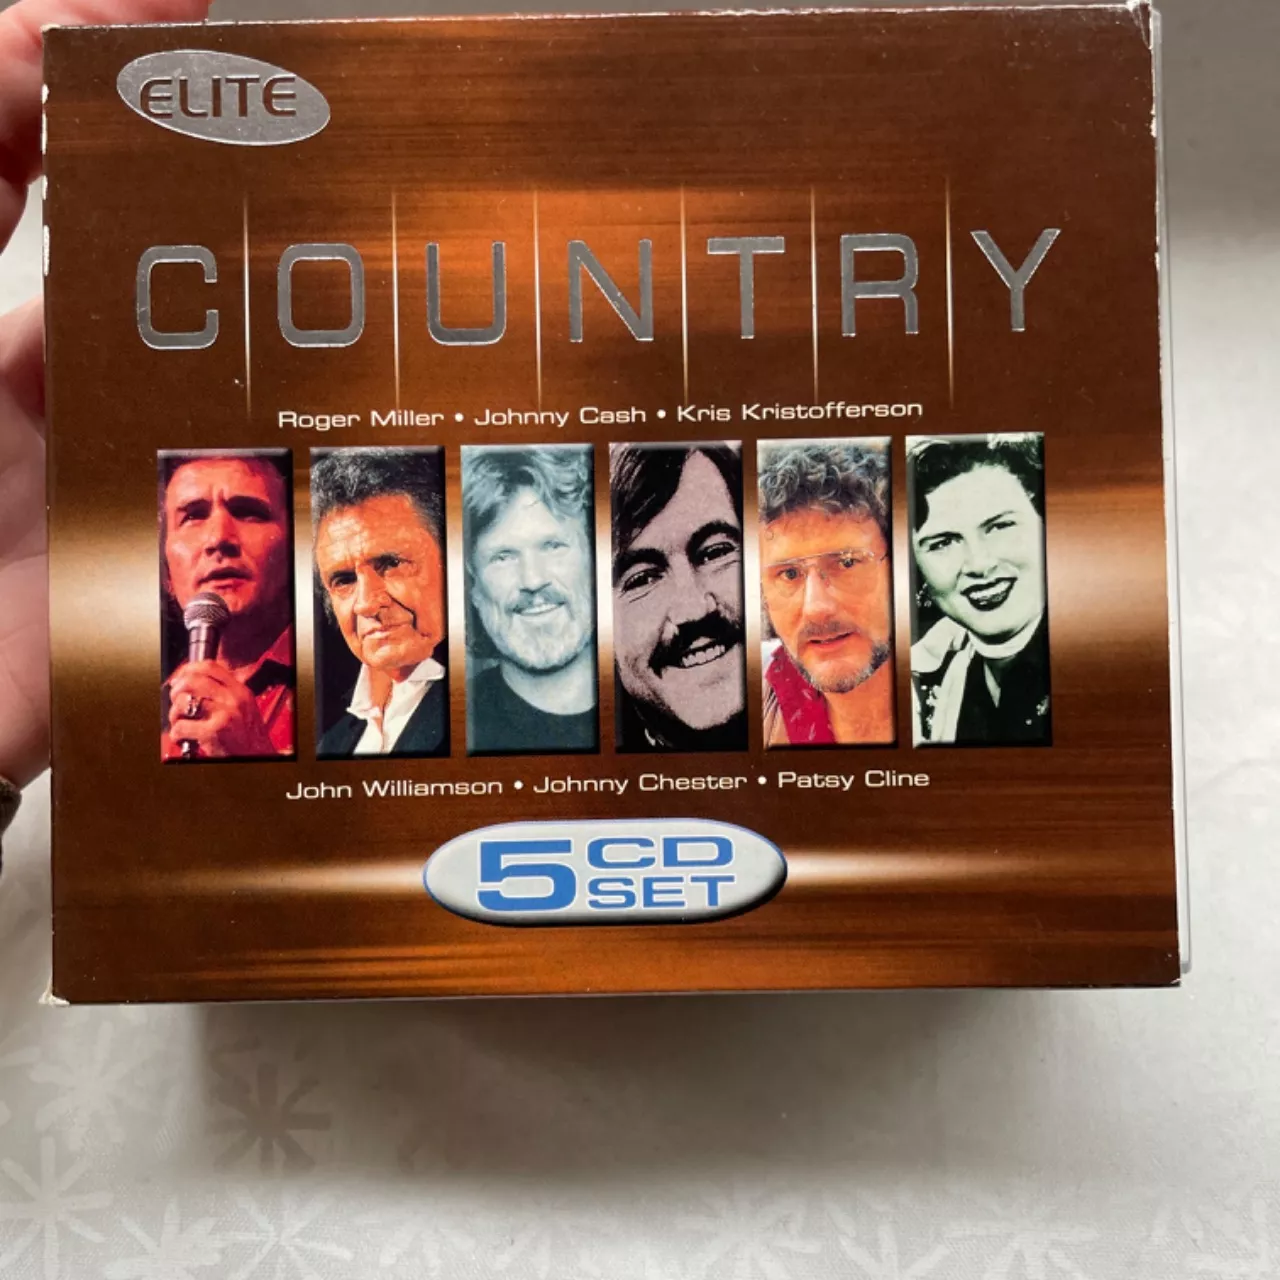 ELITE
COUNTRY
Roger Miller • Johnny Cash • Kris Kristofferson
John Williamson • Johnny Chester • Patsy Cline
5 CD
SET